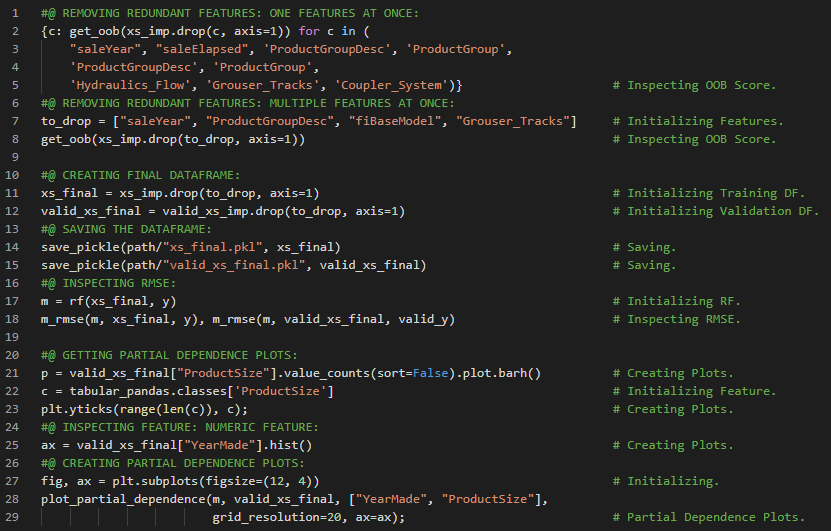 1 #@ REMOVING REDUNDANT FEATURES: ONE FEATURES AT ONCE:
2 {c: get_oob(xs_imp.drop(c, axis=1)) for c in (
3 "saleYear", "saleElapsed", 'ProductGroupDesc', 'ProductGroup',
4 'ProductGroupDesc', 'ProductGroup',
5 'Hydraulics_Flow', 'Grouser_Tracks', 'Coupler_System')} # Inspecting OOB Score.
6 #@ REMOVING REDUNDANT FEATURES: MULTIPLE FEATURES AT ONCE:
7 to_drop = ["saleYear", "ProductGroupDesc", "fiBaseModel", "Grouser_Tracks"] # Initializing Features.
8 get_oob(xs_imp.drop(to_drop, axis=1)) # Inspecting OOB Score.
9
10 #@ CREATING FINAL DATAFRAME:
11 xs_final = xs_imp.drop(to_drop, axis=1) # Initializing Training DF.
12 valid_xs_final = valid_xs_imp.drop(to_drop, axis=1) # Initializing Validation DF.
13 #@ SAVING THE DATAFRAME:
14 save_pickle(path/"xs_final.pkl", xs_final) # Saving.
15 save_pickle(path/"valid_xs_final.pkl", valid_xs_final) # Saving.
16 #@ INSPECTING RMSE:
17 m = rf(xs_final, y) # Initializing RF.
18 m_rmse(m, xs_final, y), m_rmse(m, valid_xs_final, valid_y) # Inspecting RMSE.
19
20 #@ GETTING PARTIAL DEPENDENCE PLOTS:
21 p = valid_xs_final["ProductSize"].value_counts(sort=False).plot.barh() # Creating Plots.
22 c = tabular_pandas.classes['ProductSize'] # Initializing Feature.
23 plt.yticks(range(len(c)), c); # Creating Plots.
24 #@ INSPECTING FEATURE: NUMERIC FEATURE:
25 ax = valid_xs_final["YearMade"].hist() # Creating Plots.
26 #@ CREATING PARTIAL DEPENDENCE PLOTS:
27 fig, ax = plt.subplots(figsize=(12, 4)) # Initializing.
28 plot_partial_dependence(m, valid_xs_final, ["YearMade", "ProductSize"],
29 grid_resolution=20, ax=ax); # Partial Dependence Plots.